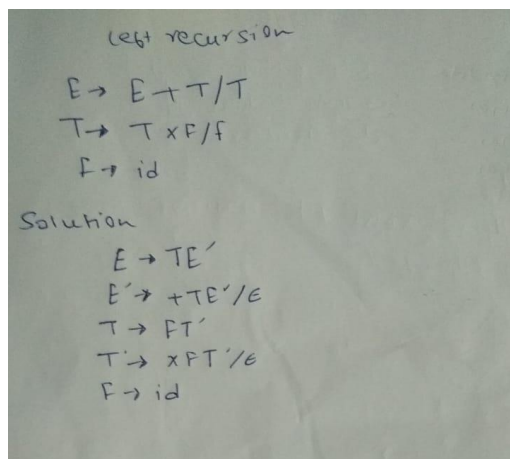 left recursion
E → E + T / T
T → T x F / f
F → id
Solution
E → TE′
E′ → +TE′/ϵ
T → FT′
T′ → xFT′/ϵ
F → id